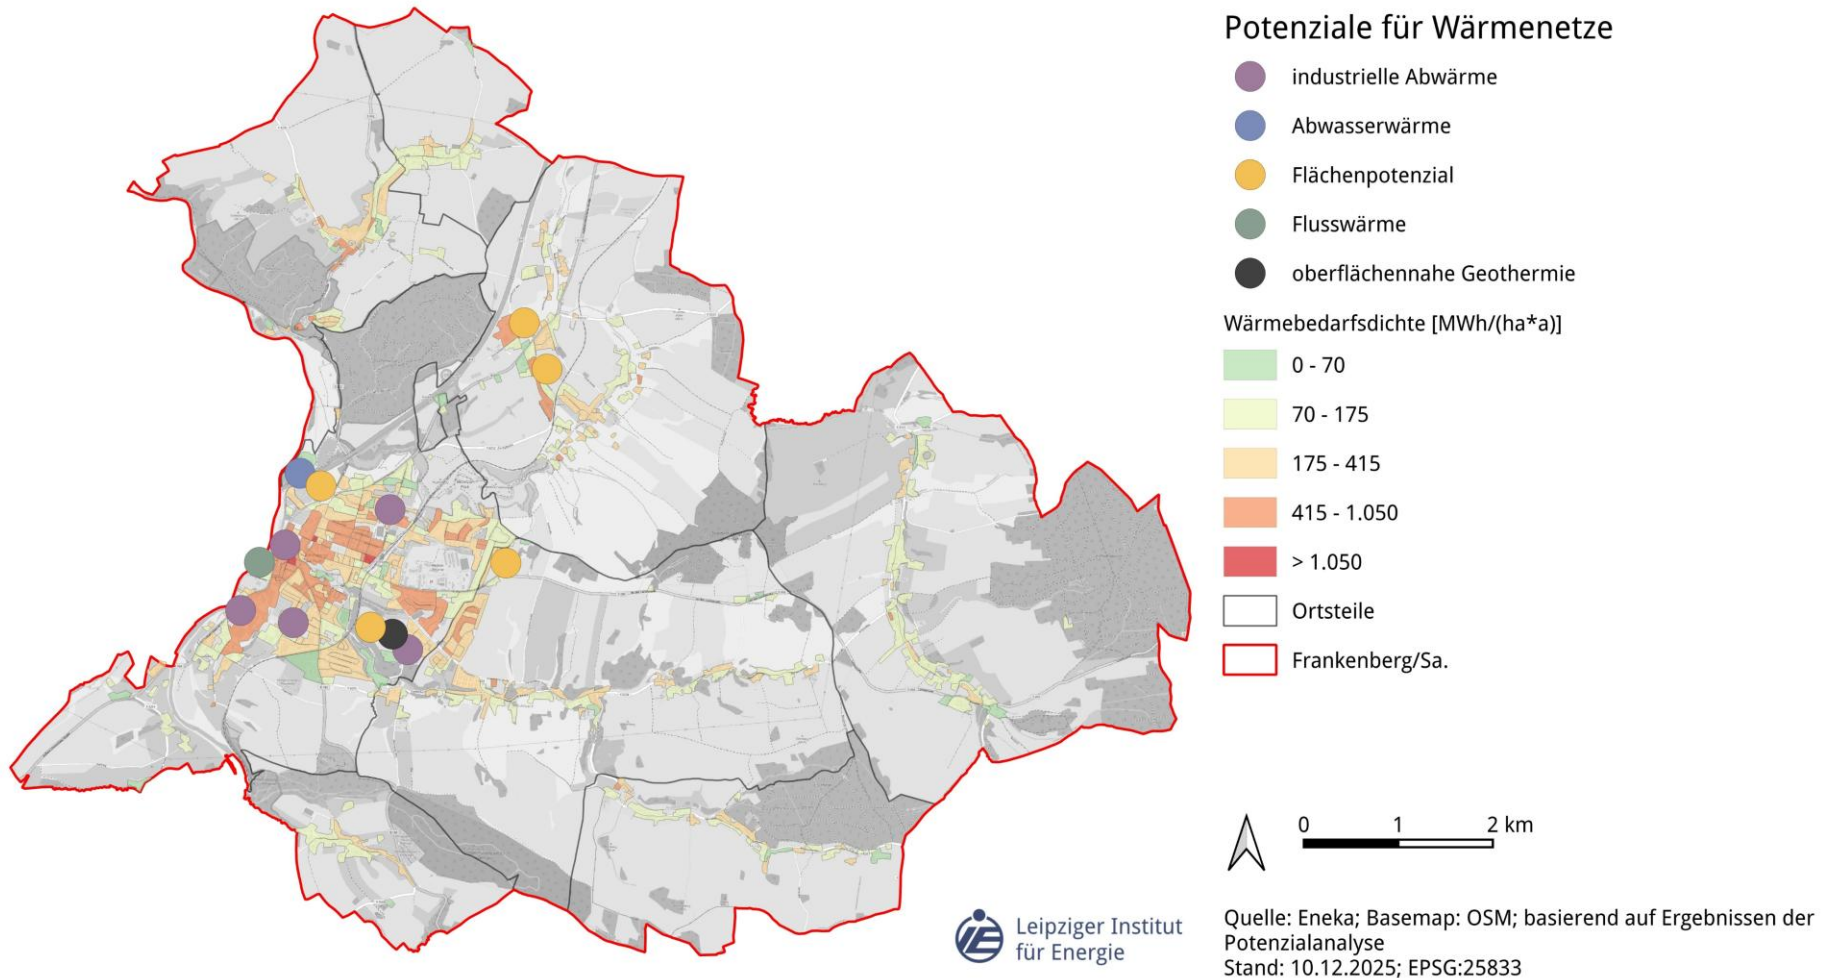 Potenziale für Wärmenetze
industrielle Abwärme
Abwasserwärme
Flächenpotenzial
Flusswärme
oberflächennahe Geothermie
Wärmebedarfsdichte [MWh/(ha*a)]
0 - 70
70 - 175
175 - 415
415 - 1.050
> 1.050
Ortsteile
Frankenberg/Sa.
0 1 2 km
Leipziger Institut
für Energie
Quelle: Eneka; Basemap: OSM; basierend auf Ergebnissen der
Potenzialanalyse
Stand: 10.12.2025; EPSG:25833